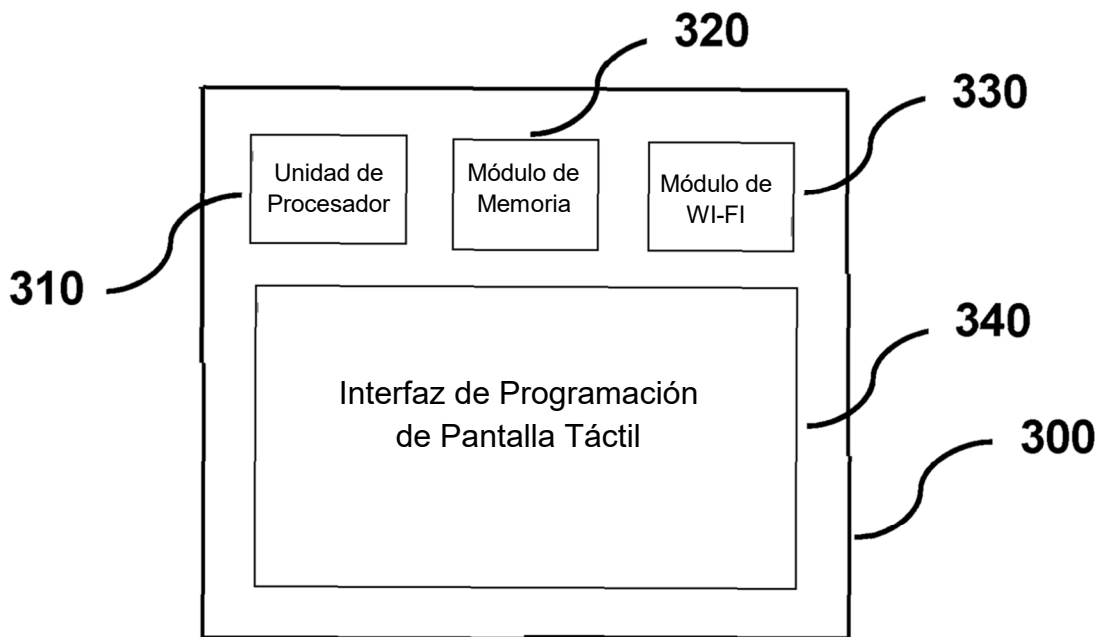 320
330
Unidad de
Procesador
Módulo de
Memoria
Módulo de
WI-FI
310
340
Interfaz de Programación
de Pantalla Táctil
300